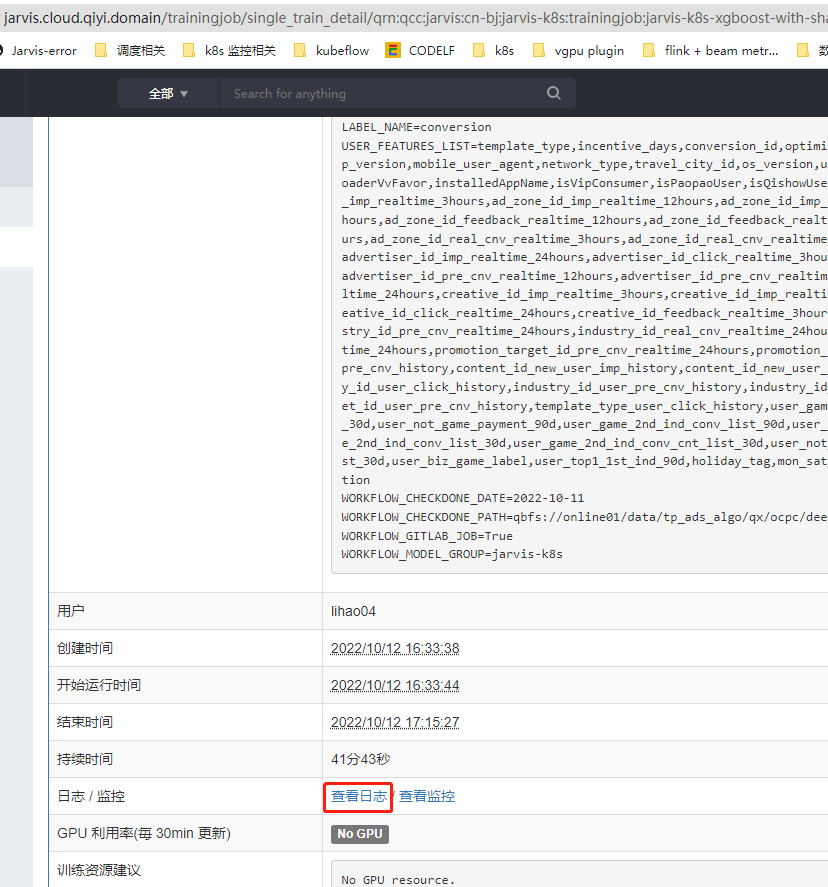 jarvis.cloud.qiyi.domain/trainingjob/single_train_detail/qrn:qcc:jarvis:cn-bj:jarvis-k8s:trainingjob:jarvis-k8s-xgboost-with-sha
Jarvis-error 调度相关 k8s 监控相关 kubeflow CODELF k8s vgpu plugin flink + beam metr... 数
全部 Search for anything
LABEL_NAME=conversion
USER_FEATURES_LIST=template_type,incentive_days,conversion_id,optimi
p_version,mobile_user_agent,network_type,travel_city_id,os_version,u
oaderVvFavor,installedAppName,isVipConsumer,isPaopaoUser,isQishowUse
_imp_realtime_3hours,ad_zone_id_imp_realtime_12hours,ad_zone_id_imp_
hours,ad_zone_id_feedback_realtime_12hours,ad_zone_id_feedback_realt
urs,ad_zone_id_real_cnv_realtime_3hours,ad_zone_id_real_cnv_realtime_
advertiser_id_imp_realtime_24hours,advertiser_id_click_realtime_3hou
advertiser_id_pre_cnv_realtime_12hours,advertiser_id_pre_cnv_realtim
ltime_24hours,creative_id_imp_realtime_3hours,creative_id_imp_realti
eative_id_click_realtime_24hours,creative_id_feedback_realtime_3hour
stry_id_pre_cnv_realtime_24hours,industry_id_real_cnv_realtime_24hou
time_24hours,promotion_target_id_pre_cnv_realtime_24hours,promotion_
pre_cnv_history,content_id_new_user_imp_history,content_id_new_user_
y_id_user_click_history,industry_id_user_pre_cnv_history,industry_id_
et_id_user_pre_cnv_history,template_type_user_click_history,user_gam
_30d,user_not_game_payment_90d,user_game_2nd_ind_conv_list_90d,user_
e_2nd_ind_conv_list_30d,user_game_2nd_ind_conv_cnt_list_30d,user_not_
st_30d,user_biz_game_label,user_top1_1st_ind_90d,holiday_tag,mon_sat_
tion
WORKFLOW_CHECKDONE_DATE=2022-10-11
WORKFLOW_CHECKDONE_PATH=qbfs://online01/data/tp_ads_algo/qx/ocpc/dee
WORKFLOW_GITLAB_JOB=True
WORKFLOW_MODEL_GROUP=jarvis-k8s
用户 lihao04
创建时间 2022/10/12 16:33:38
开始运行时间 2022/10/12 16:33:44
结束时间 2022/10/12 17:15:27
持续时间 41分43秒
日志 / 监控 查看日志 / 查看监控
GPU 利用率(每 30min 更新) No GPU
训练资源建议 No GPU resource.